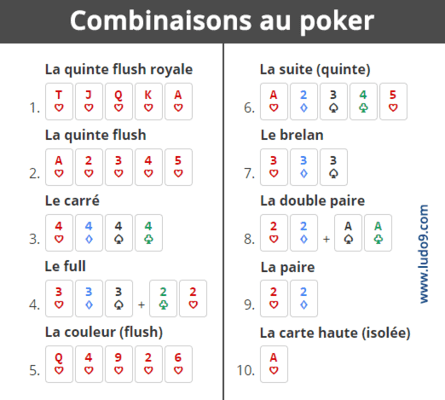 Combinaisons au poker
La quinte flush royale
1. T♡ J♡ Q♡ K♡ A♡
La quinte flush
2. A♡ 2♡ 3♡ 4♡ 5♡
Le carré
3. 4♡ 4♢ 4♤ 4♧
Le full
4. 3♡ 3♢ 3♤ + 2♧ 2♡
La couleur (flush)
5. Q♡ 4♡ 9♡ 2♡ 6♡
La suite (quinte)
6. A♡ 2♢ 3♤ 4♧ 5♡
Le brelan
7. 3♡ 3♢ 3♤
La double paire
8. 2♡ 2♢ + A♤ A♧
La paire
9. 2♡ 2♢
La carte haute (isolée)
10. A♡
www.ludo9.com